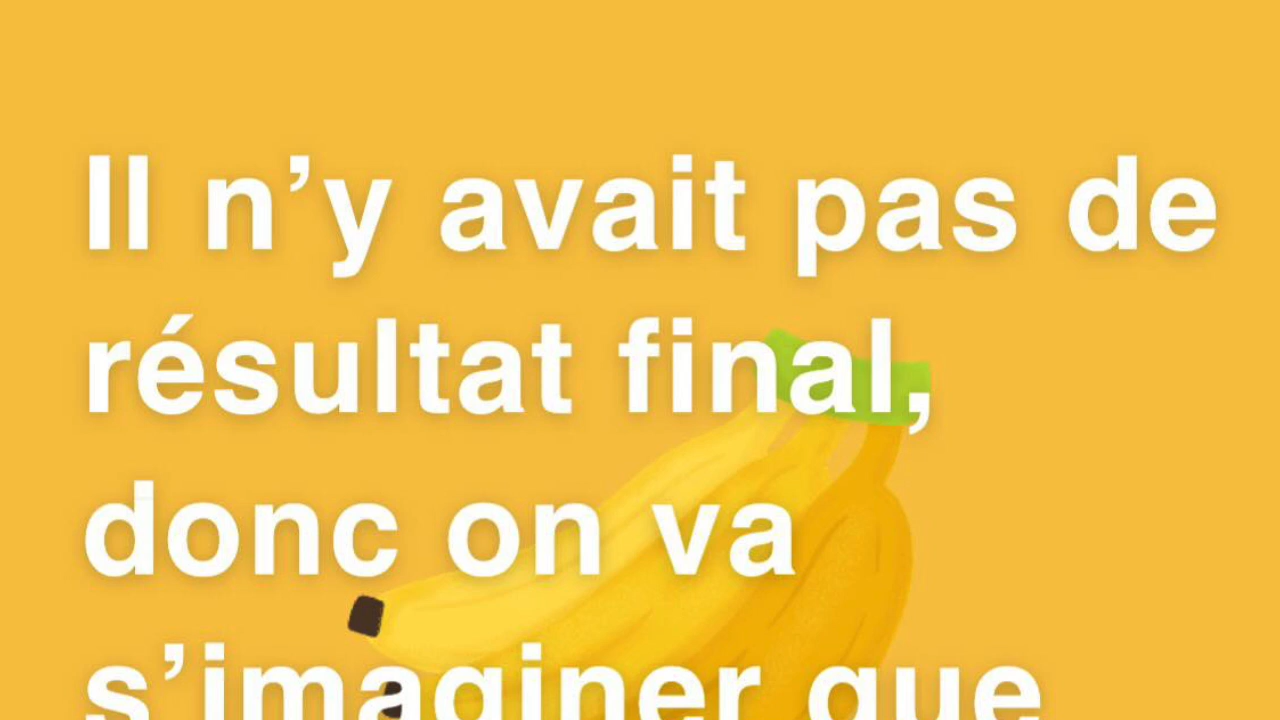 Il n’y avait pas de
résultat final,
donc on va
s’imaginer que